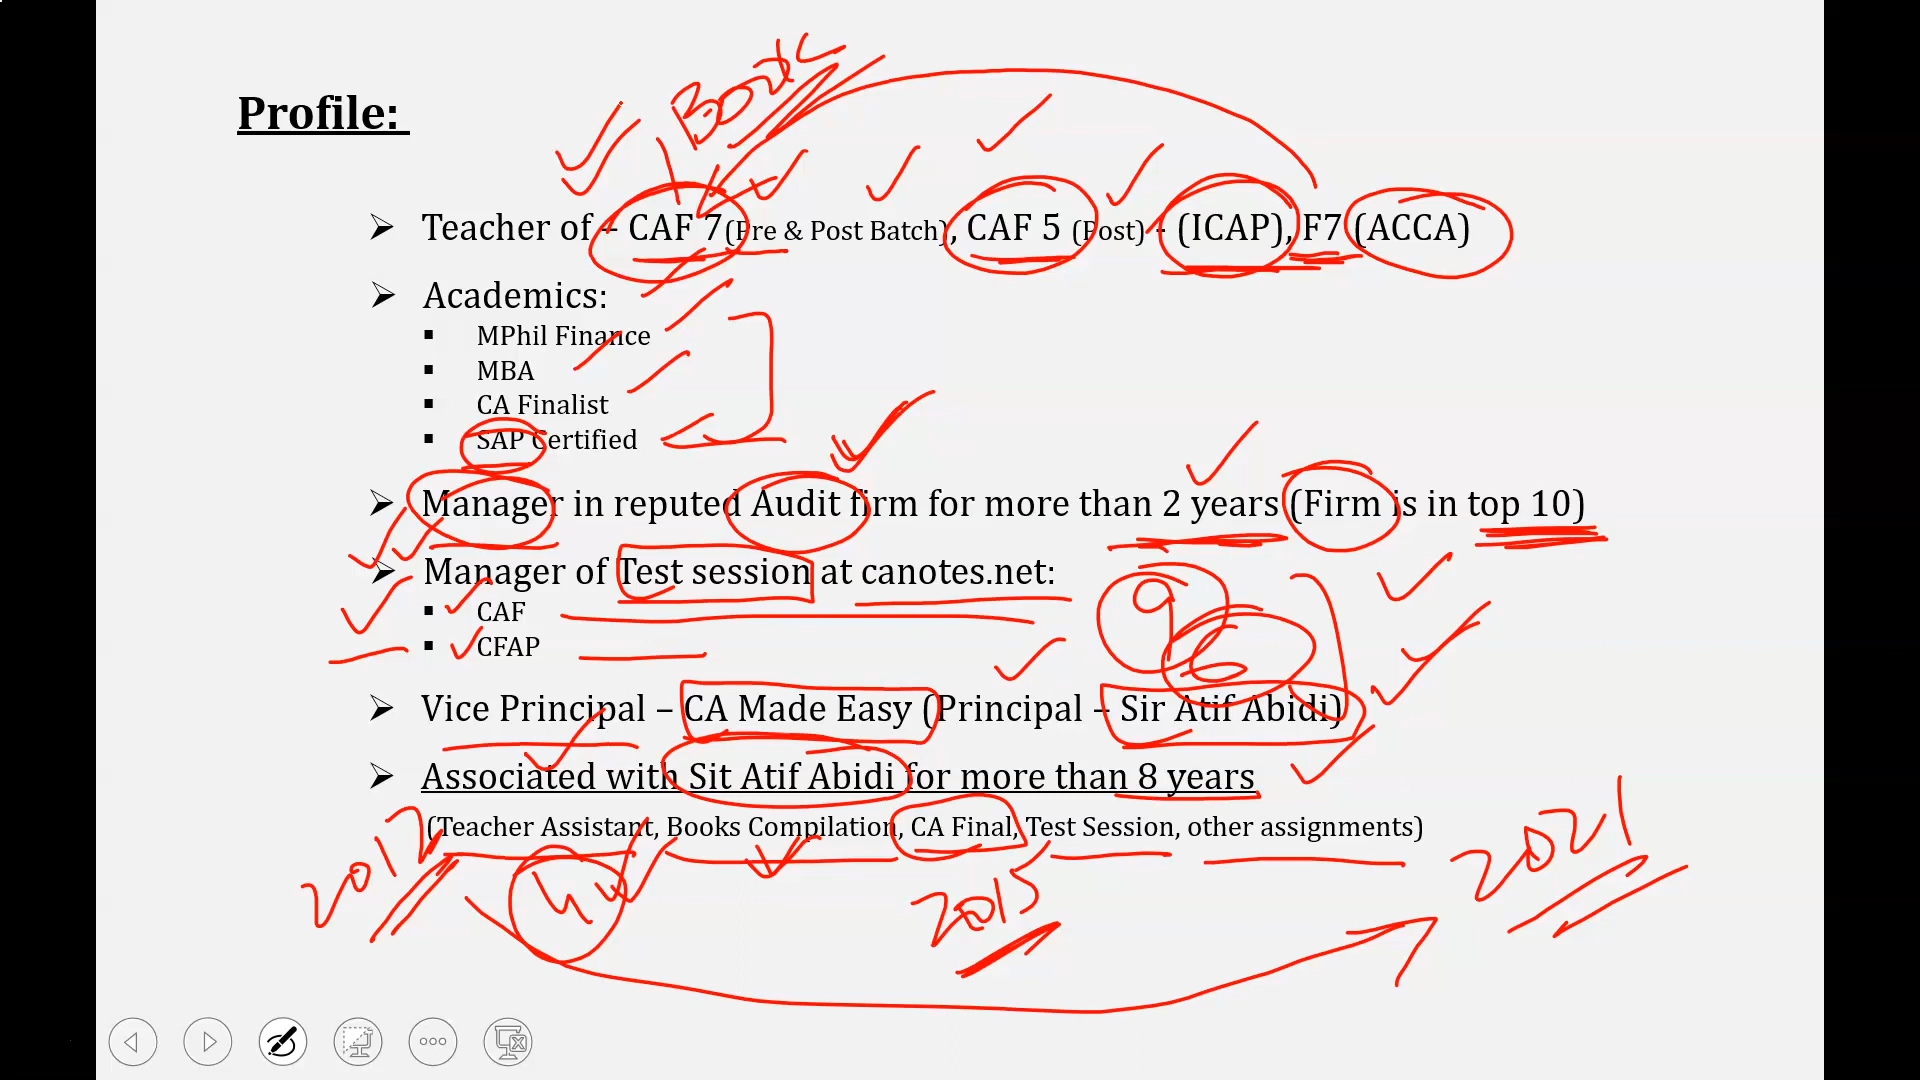 Book
Profile:
Teacher of – CAF 7 (Pre & Post Batch), CAF 5 (Post) - (ICAP), F7 (ACCA)
Academics:
MPhil Finance
MBA
CA Finalist
SAP Certified
Manager in reputed Audit firm for more than 2 years (Firm is in top 10)
Manager of Test session at canotes.net:
CAF
CFAP
Vice Principal – CA Made Easy (Principal – Sir Atif Abidi)
Associated with Sit Atif Abidi for more than 8 years
(Teacher Assistant, Books Compilation, CA Final, Test Session, other assignments)
2012
2015
2021